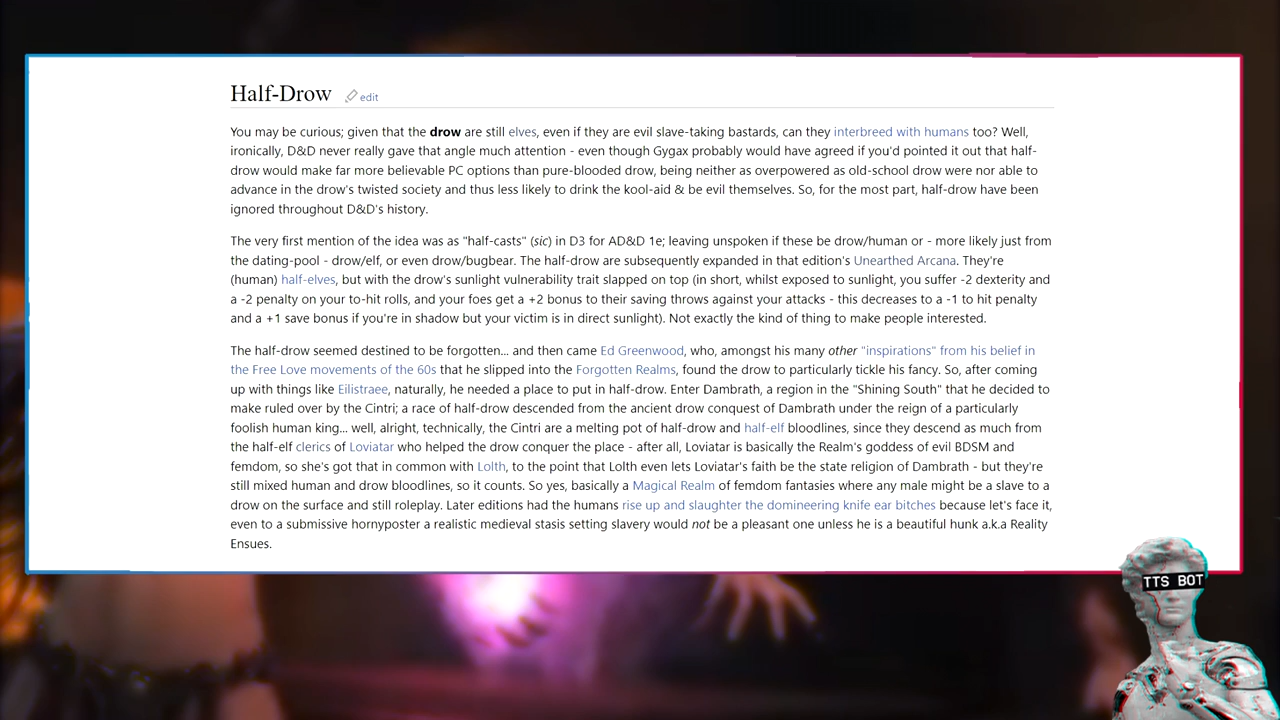 Half-Drow edit
You may be curious; given that the drow are still elves, even if they are evil slave-taking bastards, can they interbreed with humans too? Well,
ironically, D&D never really gave that angle much attention - even though Gygax probably would have agreed if you'd pointed it out that half-
drow would make far more believable PC options than pure-blooded drow, being neither as overpowered as old-school drow were nor able to
advance in the drow's twisted society and thus less likely to drink the kool-aid & be evil themselves. So, for the most part, half-drow have been
ignored throughout D&D's history.
The very first mention of the idea was as "half-casts" (sic) in D3 for AD&D 1e; leaving unspoken if these be drow/human or - more likely just from
the dating-pool - drow/elf, or even drow/bugbear. The half-drow are subsequently expanded in that edition's Unearthed Arcana. They're
(human) half-elves, but with the drow's sunlight vulnerability trait slapped on top (in short, whilst exposed to sunlight, you suffer -2 dexterity and
a -2 penalty on your to-hit rolls, and your foes get a +2 bonus to their saving throws against your attacks - this decreases to a -1 to hit penalty
and a +1 save bonus if you're in shadow but your victim is in direct sunlight). Not exactly the kind of thing to make people interested.
The half-drow seemed destined to be forgotten... and then came Ed Greenwood, who, amongst his many other "inspirations" from his belief in
the Free Love movements of the 60s that he slipped into the Forgotten Realms, found the drow to particularly tickle his fancy. So, after coming
up with things like Eilistraee, naturally, he needed a place to put in half-drow. Enter Dambrath, a region in the "Shining South" that he decided to
make ruled over by the Cintri; a race of half-drow descended from the ancient drow conquest of Dambrath under the reign of a particularly
foolish human king... well, alright, technically, the Cintri are a melting pot of half-drow and half-elf bloodlines, since they descend as much from
the half-elf clerics of Loviatar who helped the drow conquer the place - after all, Loviatar is basically the Realm's goddess of evil BDSM and
femdom, so she's got that in common with Lolth, to the point that Lolth even lets Loviatar's faith be the state religion of Dambrath - but they're
still mixed human and drow bloodlines, so it counts. So yes, basically a Magical Realm of femdom fantasies where any male might be a slave to a
drow on the surface and still roleplay. Later editions had the humans rise up and slaughter the domineering knife ear bitches because let's face it,
even to a submissive hornyposter a realistic medieval stasis setting slavery would not be a pleasant one unless he is a beautiful hunk a.k.a Reality
Ensues.
TTS BOT